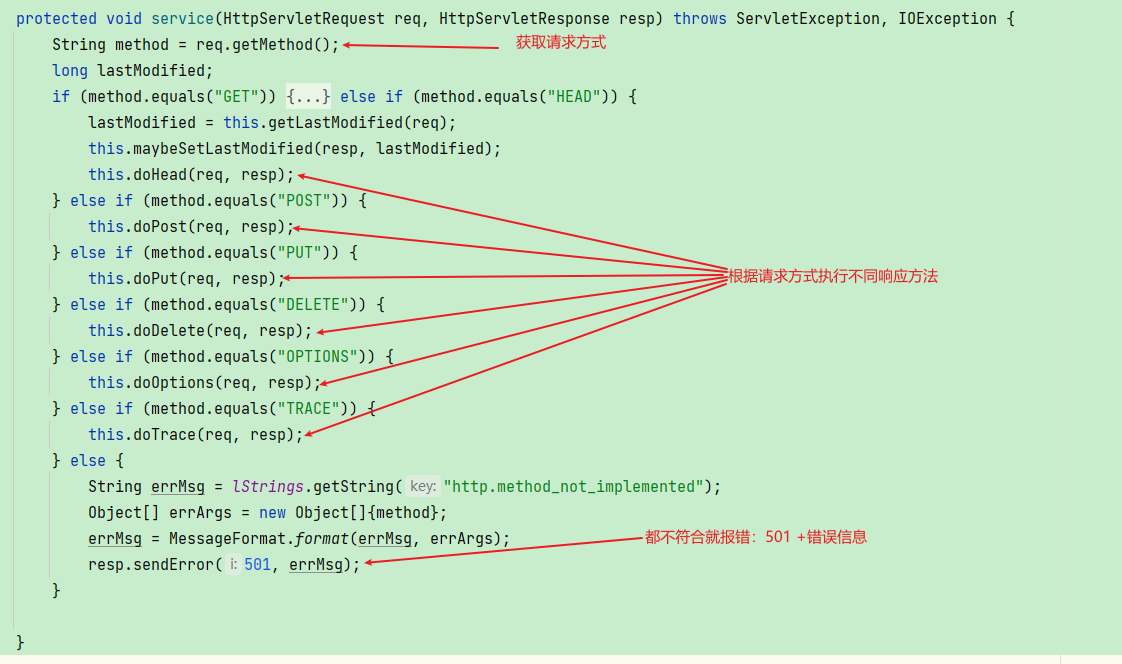 protected void service(HttpServletRequest req, HttpServletResponse resp) throws ServletException, IOException {
String method = req.getMethod(); 获取请求方式
long lastModified;
if (method.equals("GET")) {...} else if (method.equals("HEAD")) {
lastModified = this.getLastModified(req);
this.maybeSetLastModified(resp, lastModified);
this.doHead(req, resp);
} else if (method.equals("POST")) {
this.doPost(req, resp);
} else if (method.equals("PUT")) {
this.doPut(req, resp); 根据请求方式执行不同响应方法
} else if (method.equals("DELETE")) {
this.doDelete(req, resp);
} else if (method.equals("OPTIONS")) {
this.doOptions(req, resp);
} else if (method.equals("TRACE")) {
this.doTrace(req, resp);
} else {
String errMsg = lStrings.getString( key: "http.method_not_implemented");
Object[] errArgs = new Object[]{method};
errMsg = MessageFormat.format(errMsg, errArgs); 都不符合就报错：501 +错误信息
resp.sendError( i: 501, errMsg);
}
}